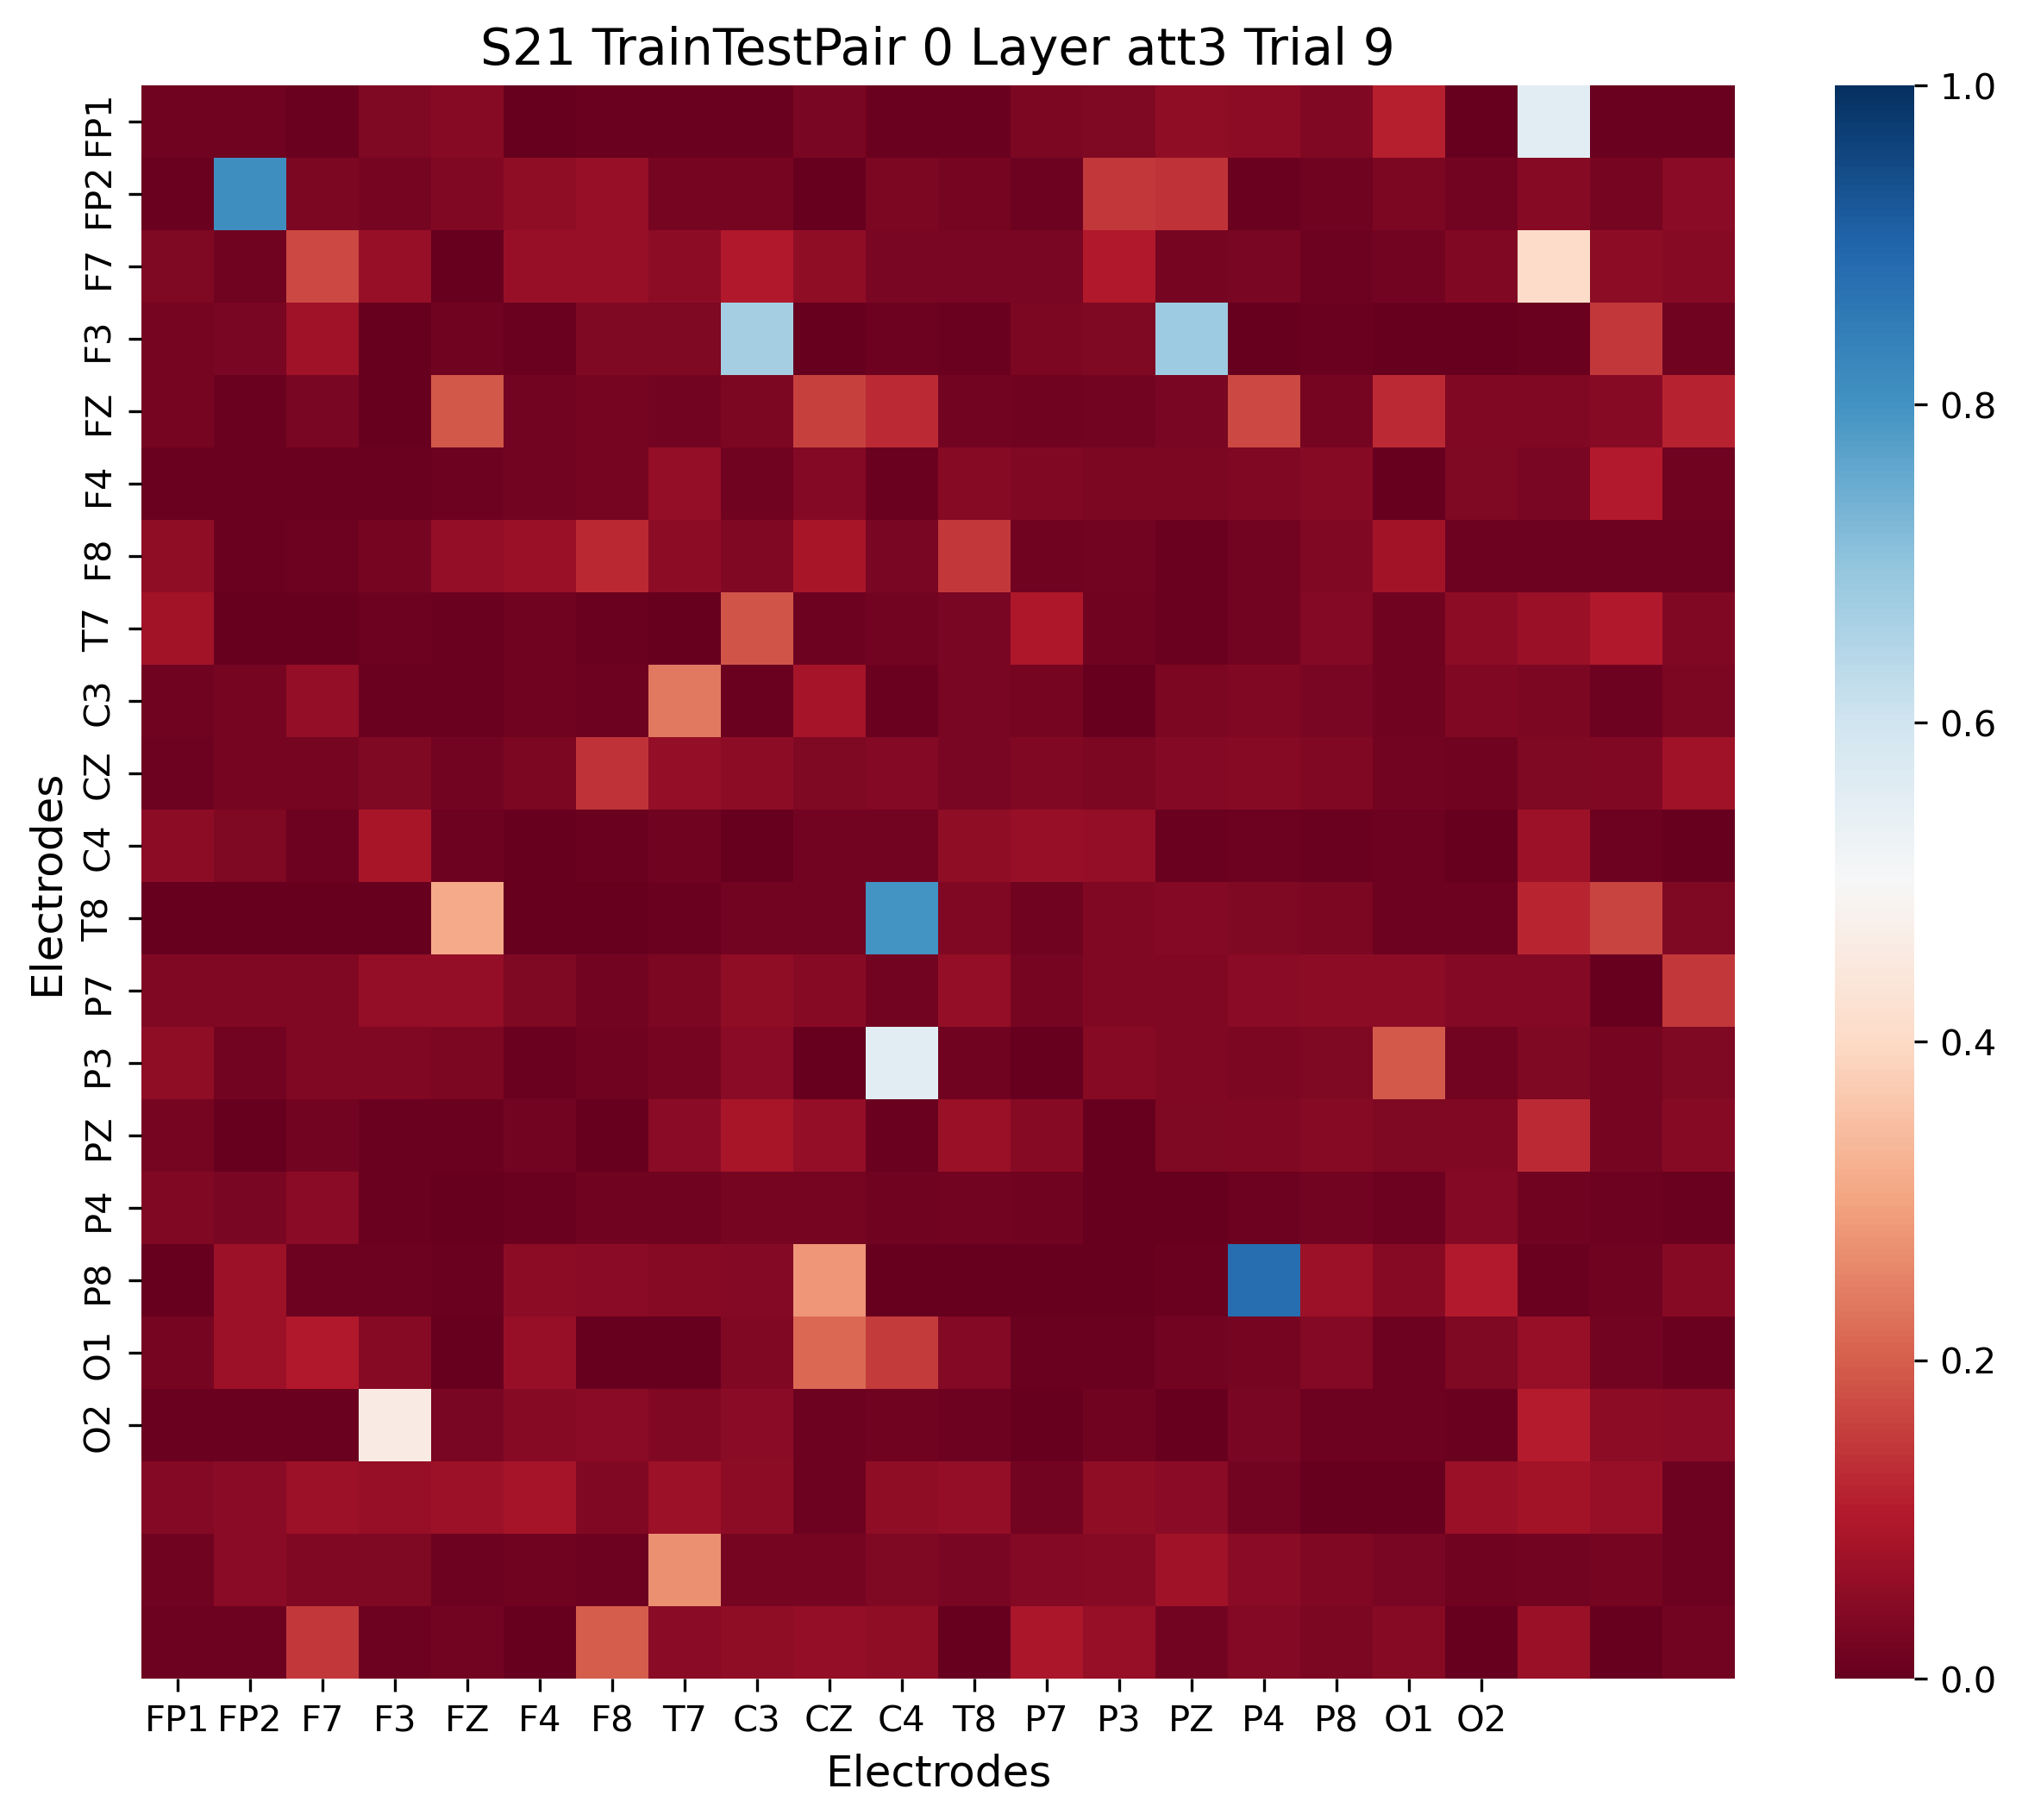 S21 TrainTestPair 0 Layer att3 Trial 9
Electrodes
FP1
FP2
F7
F3
FZ
F4
F8
T7
C3
CZ
C4
T8
P7
P3
PZ
P4
P8
O1
O2
FP1 FP2 F7 F3 FZ F4 F8 T7 C3 CZ C4 T8 P7 P3 PZ P4 P8 O1 O2
Electrodes
1.0
0.8
0.6
0.4
0.2
0.0